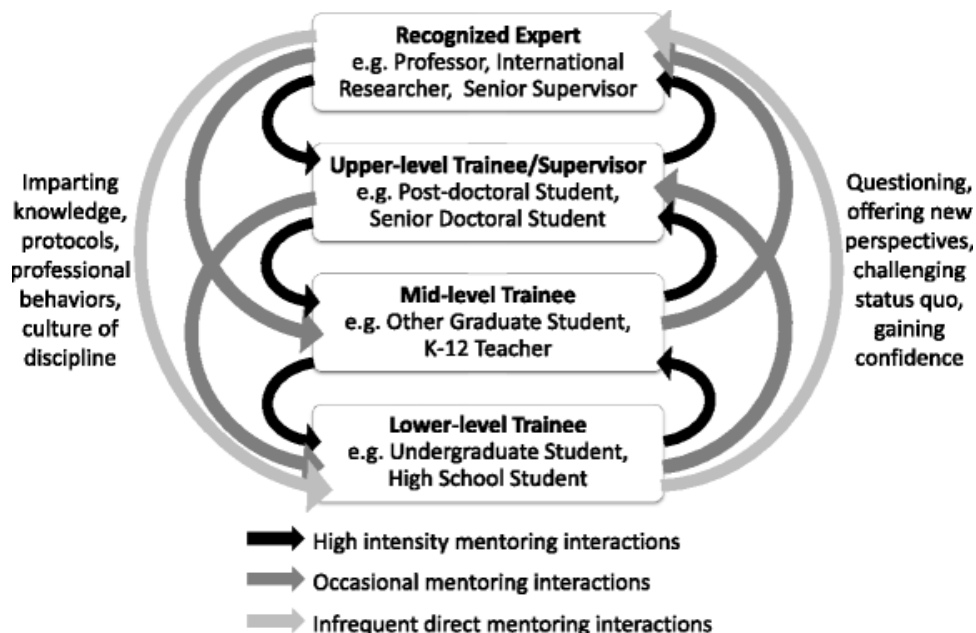 Recognized Expert
e.g. Professor, International
Researcher, Senior Supervisor
Upper-level Trainee/Supervisor
e.g. Post-doctoral Student,
Senior Doctoral Student
Mid-level Trainee
e.g. Other Graduate Student,
K-12 Teacher
Lower-level Trainee
e.g. Undergraduate Student,
High School Student
Imparting
knowledge,
protocols,
professional
behaviors,
culture of
discipline
Questioning,
offering new
perspectives,
challenging
status quo,
gaining
confidence
High intensity mentoring interactions
Occasional mentoring interactions
Infrequent direct mentoring interactions